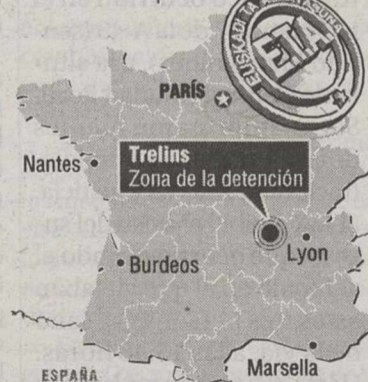 EUSKADI TA ASKATASUNA
ETA
PARÍS
Nantes
Trelins
Zona de la detención
Lyon
Burdeos
Marsella
ESPAÑA